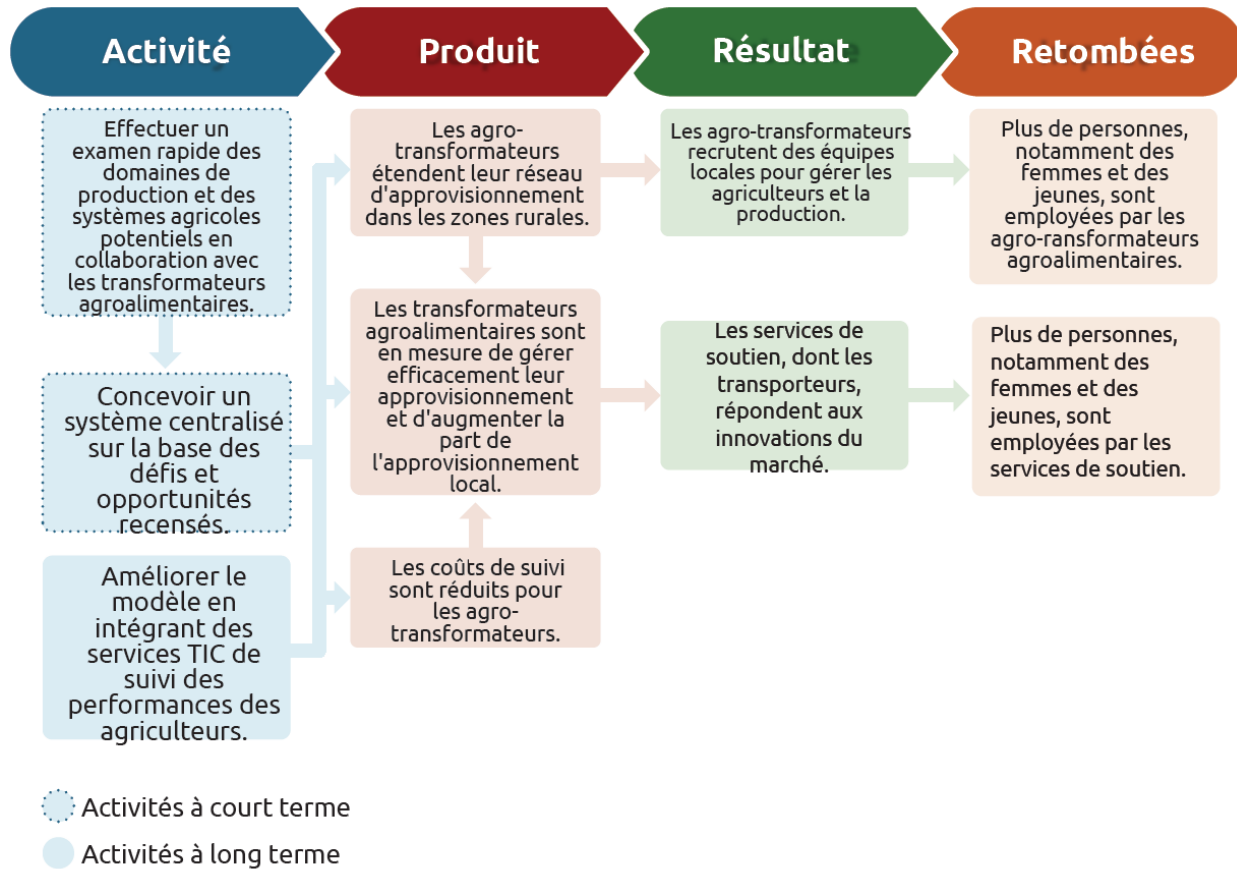 Activité
Produit
Résultat
Retombées
Effectuer un
examen rapide des
domaines de
production et des
systèmes agricoles
potentiels en
collaboration avec
les transformateurs
agroalimentaires.
Concevoir un
système centralisé
sur la base des
défis et
opportunités
recensés.
Améliorer le
modèle en
intégrant des
services TIC de
suivi des
performances des
agriculteurs.
Les agro-
transformateurs
étendent leur réseau
d'approvisionnement
dans les zones rurales.
Les transformateurs
agroalimentaires sont
en mesure de gérer
efficacement leur
approvisionnement
et d'augmenter la
part de
l'approvisionnement
local.
Les coûts de suivi
sont réduits pour
les agro-
transformateurs.
Les agro-transformateurs
recrutent des équipes
locales pour gérer les
agriculteurs et la
production.
Les services de
soutien, dont les
transporteurs,
répondent aux
innovations du
marché.
Plus de personnes,
notamment des
femmes et des
jeunes, sont
employées par les
agro-ransformateurs
agroalimentaires.
Plus de personnes,
notamment des
femmes et des
jeunes, sont
employées par les
services de soutien.
Activités à court terme
Activités à long terme